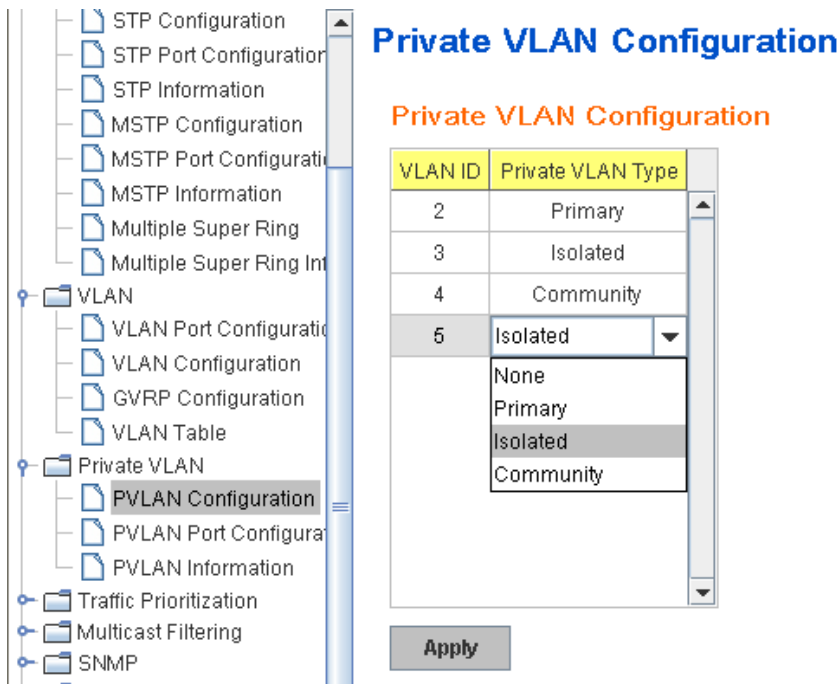 STP Configuration
STP Port Configuration
STP Information
MSTP Configuration
MSTP Port Configurati
MSTP Information
Multiple Super Ring
Multiple Super Ring Inf
VLAN
VLAN Port Configuratio
VLAN Configuration
GVRP Configuration
VLAN Table
Private VLAN
PVLAN Configuration
PVLAN Port Configurat
PVLAN Information
Traffic Prioritization
Multicast Filtering
SNMP
Private VLAN Configuration
Private VLAN Configuration
VLAN ID Private VLAN Type
2 Primary
3 Isolated
4 Community
5 Isolated
None
Primary
Isolated
Community
Apply